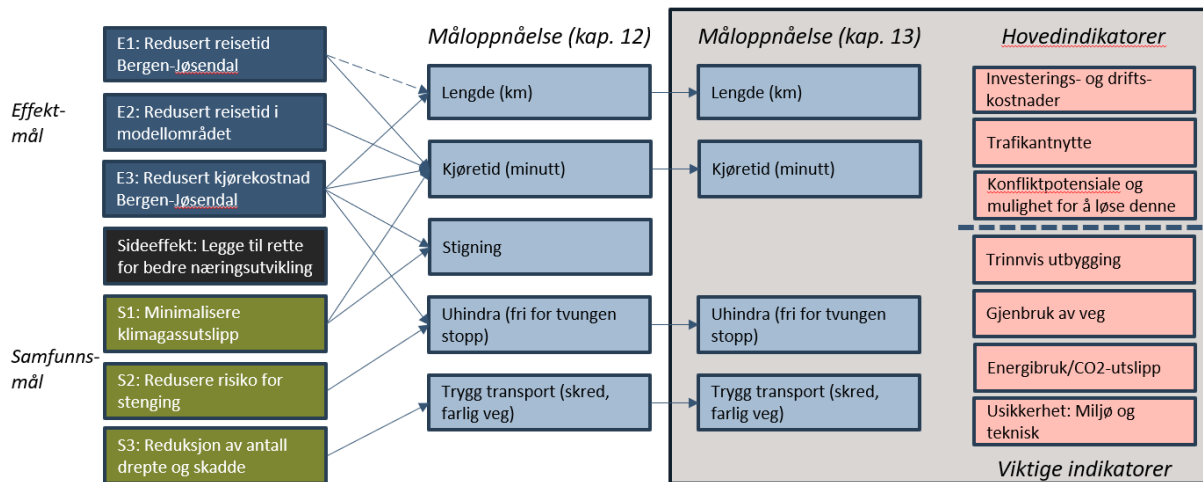 Effekt-
mål
Samfunns-
mål
E1: Redusert reisetid
Bergen-Jøsendal
E2: Redusert reisetid i
modellområdet
E3: Redusert kjørekostnad
Bergen-Jøsendal
Sideeffekt: Legge til rette
for bedre næringsutvikling
S1: Minimalisere
klimagassutslipp
S2: Redusere risiko for
stenging
S3: Reduksjon av antall
drepte og skadde
Måloppnåelse (kap. 12)
Lengde (km)
Kjøretid (minutt)
Stigning
Uhindra (fri for tvungen
stopp)
Trygg transport (skred,
farlig veg)
Måloppnåelse (kap. 13)
Lengde (km)
Kjøretid (minutt)
Uhindra (fri for tvungen
stopp)
Trygg transport (skred,
farlig veg)
Hovedindikatorer
Investerings- og drifts-
kostnader
Trafikantnytte
Konfliktpotensiale og
mulighet for å løse denne
Trinnvis utbygging
Gjenbruk av veg
Energibruk/CO2-utslipp
Usikkerhet: Miljø og
teknisk
Viktige indikatorer